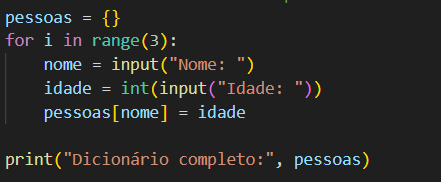 pessoas = {}
for i in range(3):
    nome = input("Nome: ")
    idade = int(input("Idade: "))
    pessoas[nome] = idade
print("Dicionário completo:", pessoas)